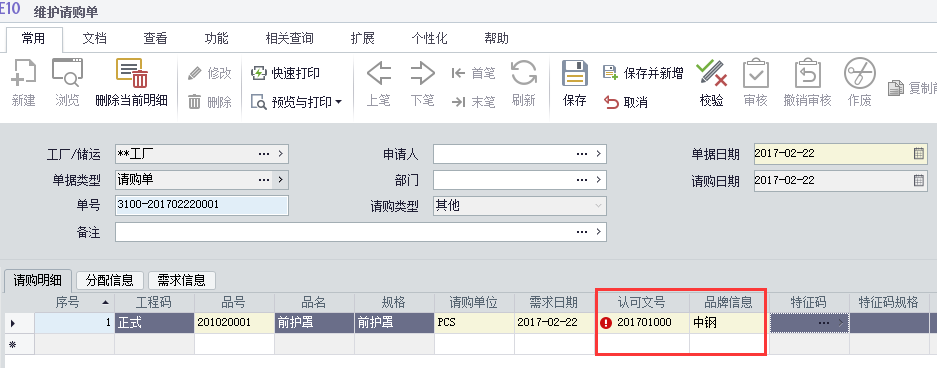 E10 维护请购单
常用 文档 查看 功能 相关查询 扩展 个性化 帮助
新建 浏览 删除当前明细 修改 删除 快速打印 预览与打印 上笔 下笔 首笔 末笔 刷新 保存 保存并新增 取消 校验 审核 撤销审核 作废 复制前
工厂/储运 **工厂 ··· 申请人 ··· 单据日期 2017-02-22
单据类型 请购单 ··· 部门 ··· 请购日期 2017-02-22
单号 3100-201702220001 请购类型 其他
备注 ···
请购明细 分配信息 需求信息
序号 工程码 品号 品名 规格 请购单位 需求日期 认可文号 品牌信息 特征码 特征码规格
1 正式 201020001 前护罩 前护罩 PCS 2017-02-22 201701000 中钢 ···